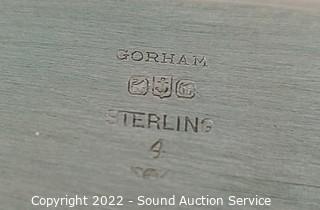 GORHAM
STERLING
4
Copyright 2022 - Sound Auction Service